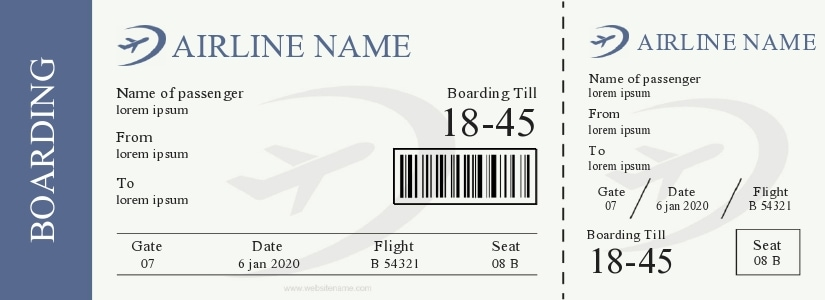 BOARDING
AIRLINE NAME
Name of passenger
lorem ipsum
From
lorem ipsum
To
lorem ipsum
Boarding Till
18-45
Gate Date Flight Seat
07 6 jan 2020 B 54321 08 B
www.websitename.com
AIRLINE NAME
Name of passenger
lorem ipsum
From
lorem ipsum
To
lorem ipsum
Gate Date Flight
07 6 jan 2020 B 54321
Boarding Till
18-45
Seat
08 B